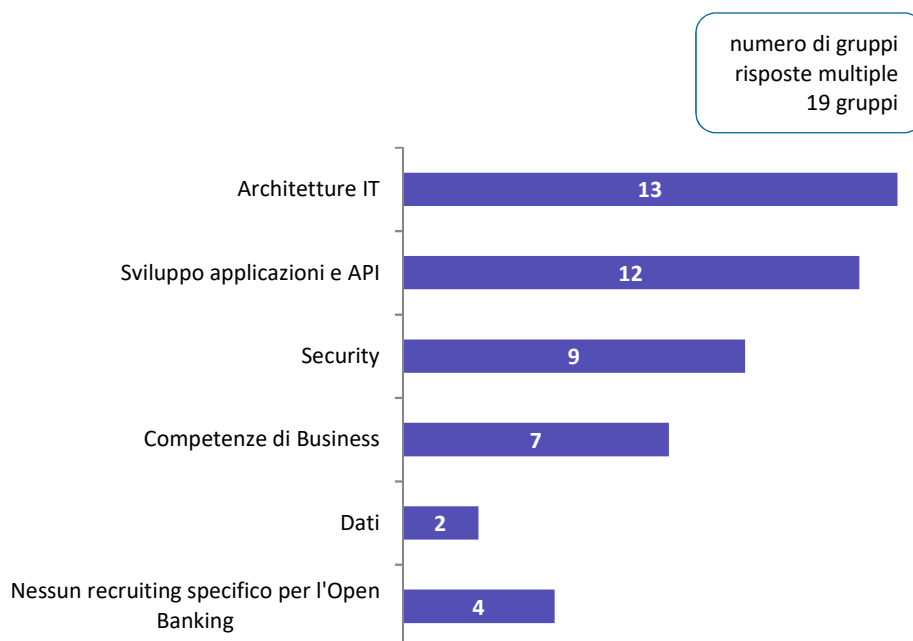 numero di gruppi
risposte multiple
19 gruppi
Architetture IT
13
Sviluppo applicazioni e API
12
Security
9
Competenze di Business
7
Dati
2
Nessun recruiting specifico per l'Open
Banking
4